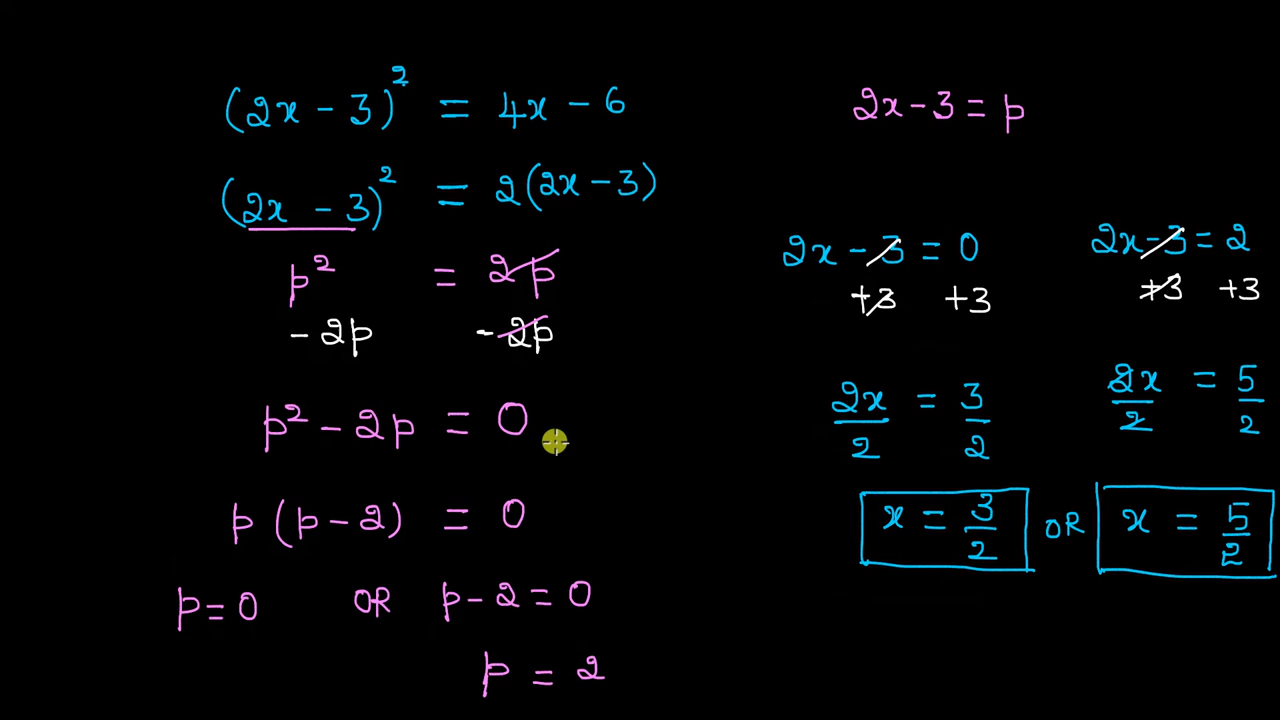 (2x - 3)² = 4x - 6
(2x - 3)² = 2(2x - 3)
p² = 2p
- 2p - 2p
p² - 2p = 0
p (p - 2) = 0
p = 0 OR p - 2 = 0
p = 2
2x - 3 = p
2x - 3 = 0
+3 +3
2x/2 = 3/2
x = 3/2 OR x = 5/2
2x - 3 = 2
+3 +3
2x/2 = 5/2